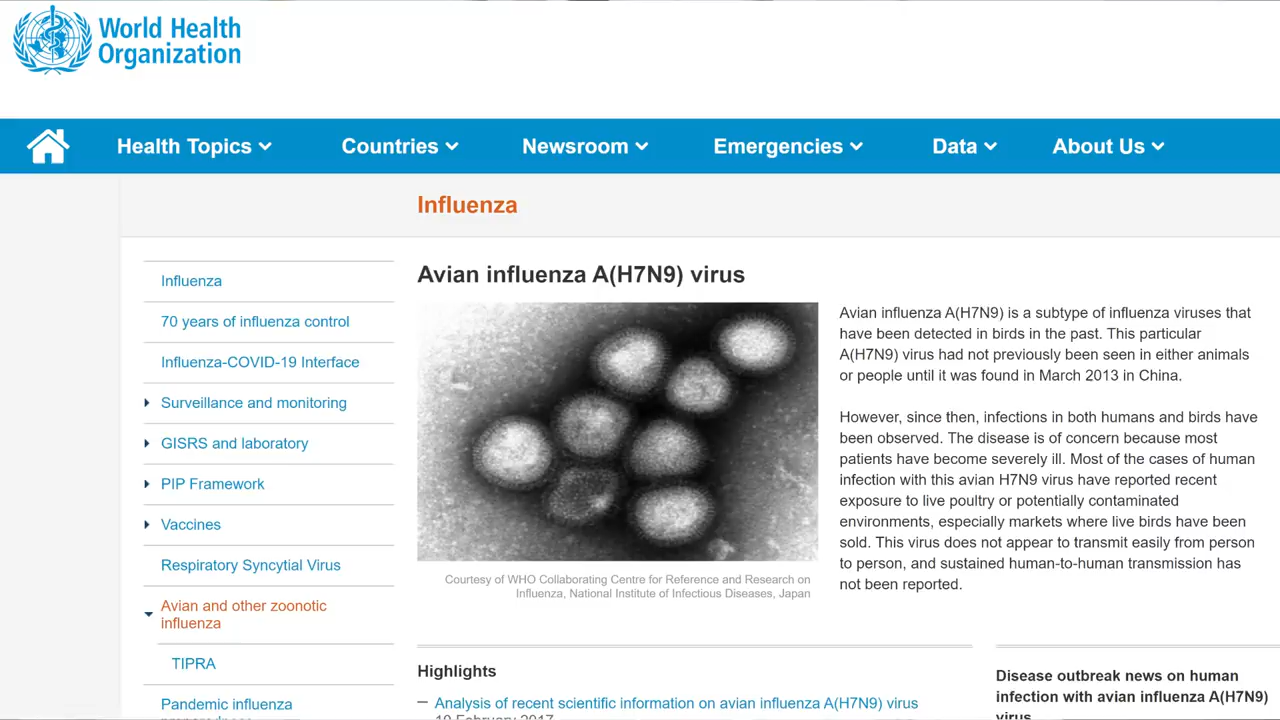 World Health
Organization
Health Topics
Countries
Newsroom
Emergencies
Data
About Us
Influenza
Influenza
70 years of influenza control
Influenza-COVID-19 Interface
Surveillance and monitoring
GISRS and laboratory
PIP Framework
Vaccines
Respiratory Syncytial Virus
Avian and other zoonotic
influenza
TIPRA
Pandemic influenza
Avian influenza A(H7N9) virus
Courtesy of WHO Collaborating Centre for Reference and Research on
Influenza, National Institute of Infectious Diseases, Japan
Avian influenza A(H7N9) is a subtype of influenza viruses that
have been detected in birds in the past. This particular
A(H7N9) virus had not previously been seen in either animals
or people until it was found in March 2013 in China.
However, since then, infections in both humans and birds have
been observed. The disease is of concern because most
patients have become severely ill. Most of the cases of human
infection with this avian H7N9 virus have reported recent
exposure to live poultry or potentially contaminated
environments, especially markets where live birds have been
sold. This virus does not appear to transmit easily from person
to person, and sustained human-to-human transmission has
not been reported.
Highlights
– Analysis of recent scientific information on avian influenza A(H7N9) virus
10 February 2017
Disease outbreak news on human
infection with avian influenza A(H7N9)
virus